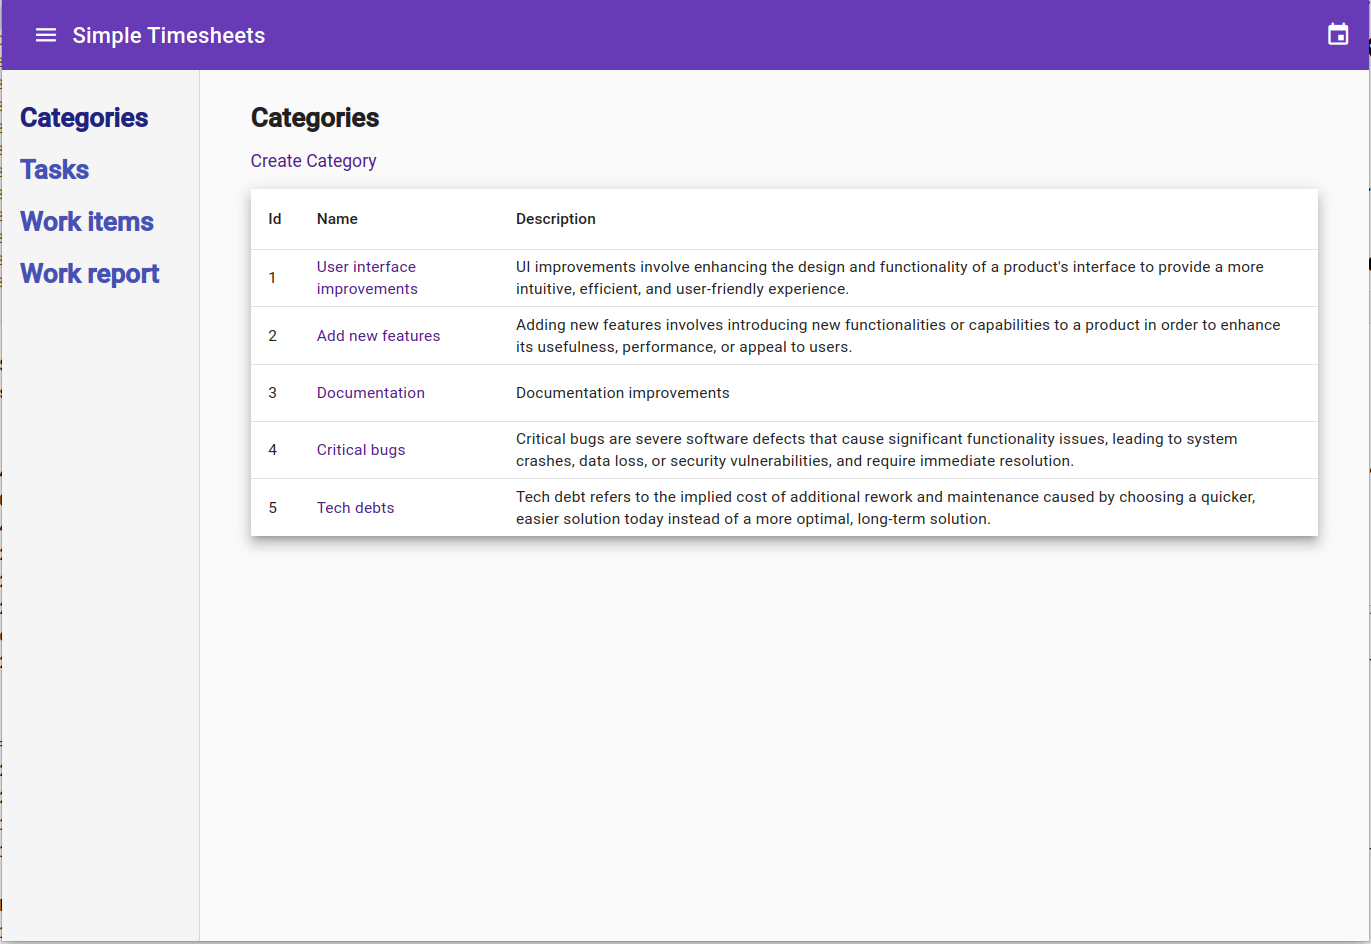 Simple Timesheets
Categories
Tasks
Work items
Work report
Categories
Create Category
Id Name Description
1 User interface improvements UI improvements involve enhancing the design and functionality of a product's interface to provide a more
intuitive, efficient, and user-friendly experience.
2 Add new features Adding new features involves introducing new functionalities or capabilities to a product in order to enhance
its usefulness, performance, or appeal to users.
3 Documentation Documentation improvements
4 Critical bugs Critical bugs are severe software defects that cause significant functionality issues, leading to system
crashes, data loss, or security vulnerabilities, and require immediate resolution.
5 Tech debts Tech debt refers to the implied cost of additional rework and maintenance caused by choosing a quicker,
easier solution today instead of a more optimal, long-term solution.